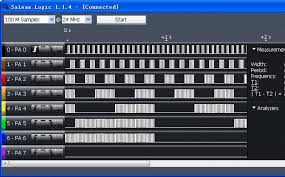 Saleae Logic 1.1.4 - [Connected]
100 M Samples @ 24 MHz Start
0 s +1 s +2 s
0 - PA 0 Measurements
1 - PA 1 Width:
Period:
2 - PA 2 Frequency:
T1:
3 - PA 3 T2:
| T1 - T2 | =
4 - PA 4 Analyzers
5 - PA 5
6 - PA 6
7 - PA 7